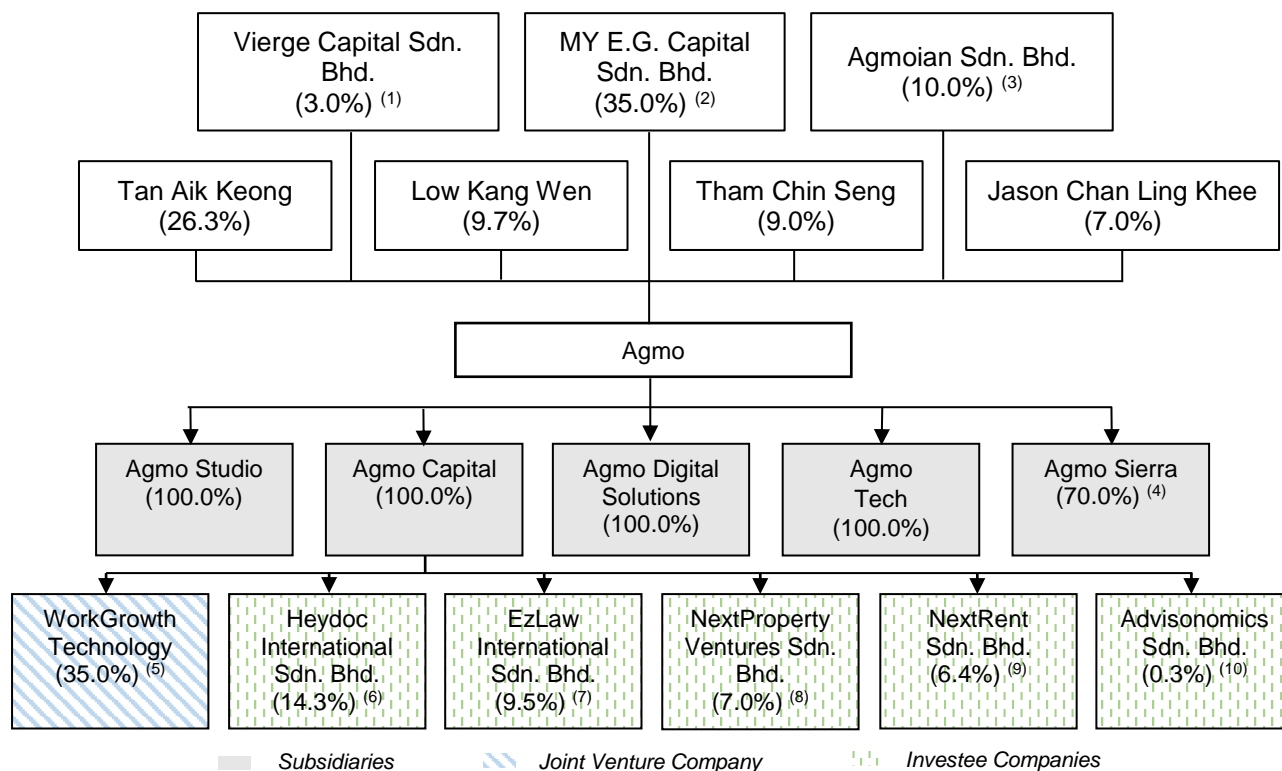 Vierge Capital Sdn.
Bhd.
(3.0%) (1)
MY E.G. Capital
Sdn. Bhd.
(35.0%) (2)
Agmoian Sdn. Bhd.
(10.0%) (3)
Tan Aik Keong
(26.3%)
Low Kang Wen
(9.7%)
Tham Chin Seng
(9.0%)
Jason Chan Ling Khee
(7.0%)
Agmo
Agmo Studio
(100.0%)
Agmo Capital
(100.0%)
Agmo Digital
Solutions
(100.0%)
Agmo
Tech
(100.0%)
Agmo Sierra
(70.0%) (4)
WorkGrowth
Technology
(35.0%) (5)
Heydoc
International
Sdn. Bhd.
(14.3%) (6)
EzLaw
International
Sdn. Bhd.
(9.5%) (7)
NextProperty
Ventures Sdn.
Bhd.
(7.0%) (8)
NextRent
Sdn. Bhd.
(6.4%) (9)
Advisonomics
Sdn. Bhd.
(0.3%) (10)
Subsidiaries
Joint Venture Company
Investee Companies